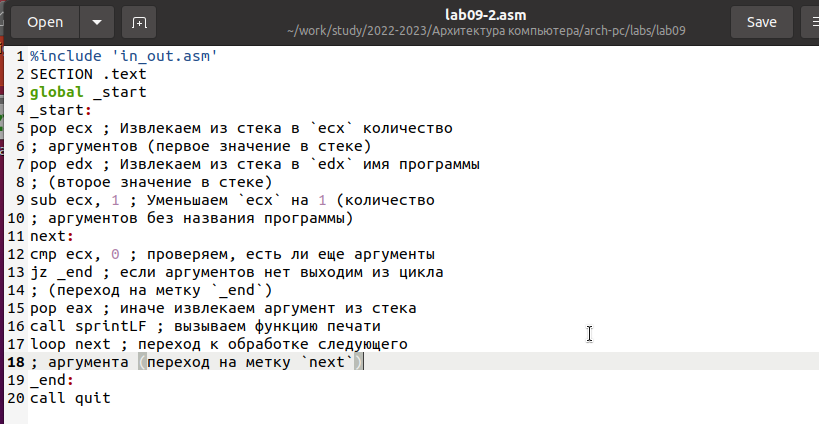 Open
lab09-2.asm
~/work/study/2022-2023/Архитектура компьютера/arch-pc/labs/lab09
Save
1 %include 'in_out.asm'
2 SECTION .text
3 global _start
4 _start:
5 pop ecx ; Извлекаем из стека в `ecx` количество
6 ; аргументов (первое значение в стеке)
7 pop edx ; Извлекаем из стека в `edx` имя программы
8 ; (второе значение в стеке)
9 sub ecx, 1 ; Уменьшаем `ecx` на 1 (количество
10 ; аргументов без названия программы)
11 next:
12 cmp ecx, 0 ; проверяем, есть ли еще аргументы
13 jz _end ; если аргументов нет выходим из цикла
14 ; (переход на метку `_end`)
15 pop eax ; иначе извлекаем аргумент из стека
16 call sprintLF ; вызываем функцию печати
17 loop next ; переход к обработке следующего
18 ; аргумента (переход на метку `next`)
19 _end:
20 call quit